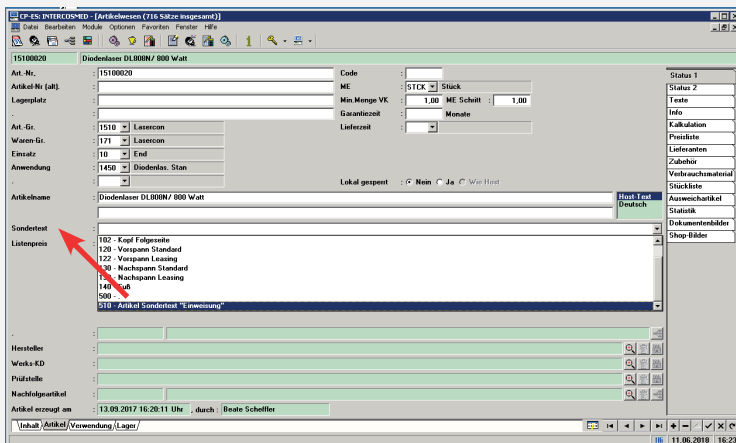 CP-ES: INTERCOSMED - [Artikelwesen (716 Sätze insgesamt)]
Datei Bearbeiten Module Optionen Favoriten Fenster Hilfe
15100020 Diodenlaser DL808N/ 800 Watt
Art.-Nr. : 15100020 Code :
Artikel-Nr (alt). : ME : STCK Stück
Lagerplatz : Min.Menge VK 1,00 ME Schritt : 1,00
. : Garantiezeit : Monate
Art.-Gr. : 1510 Lasercon Lieferzeit :
Waren-Gr. : 171 Lasercon
Einsatz : 10 End
Anwendung : 1450 Diodenlas. Stan
. : Lokal gesperrt : Nein Ja Wie Host
Artikelname : Diodenlaser DL808N/ 800 Watt Host-Text
Deutsch
Sondertext :
Listenpreis :
102 - Kopf Folgeseite
120 - Vorspann Standard
122 - Vorspann Leasing
130 - Nachspann Standard
Nachspann Leasing
140 Fuß
500 - .
510 - Artikel Sondertext "Einweisung"
. :
Hersteller :
Werks-KD :
Prüfstelle :
Nachfolgeartikel :
Artikel erzeugt am : 13.09.2017 16:20:11 Uhr , durch : Beate Scheffler
Inhalt Artikel Verwendung Lager
Status 1
Status 2
Texte
Info
Kalkulation
Preisliste
Lieferanten
Zubehör
Verbrauchsmaterial
Stückliste
Ausweichartikel
Statistik
Dokumentenbilder
Shop-Bilder
11.06.2018 16:23